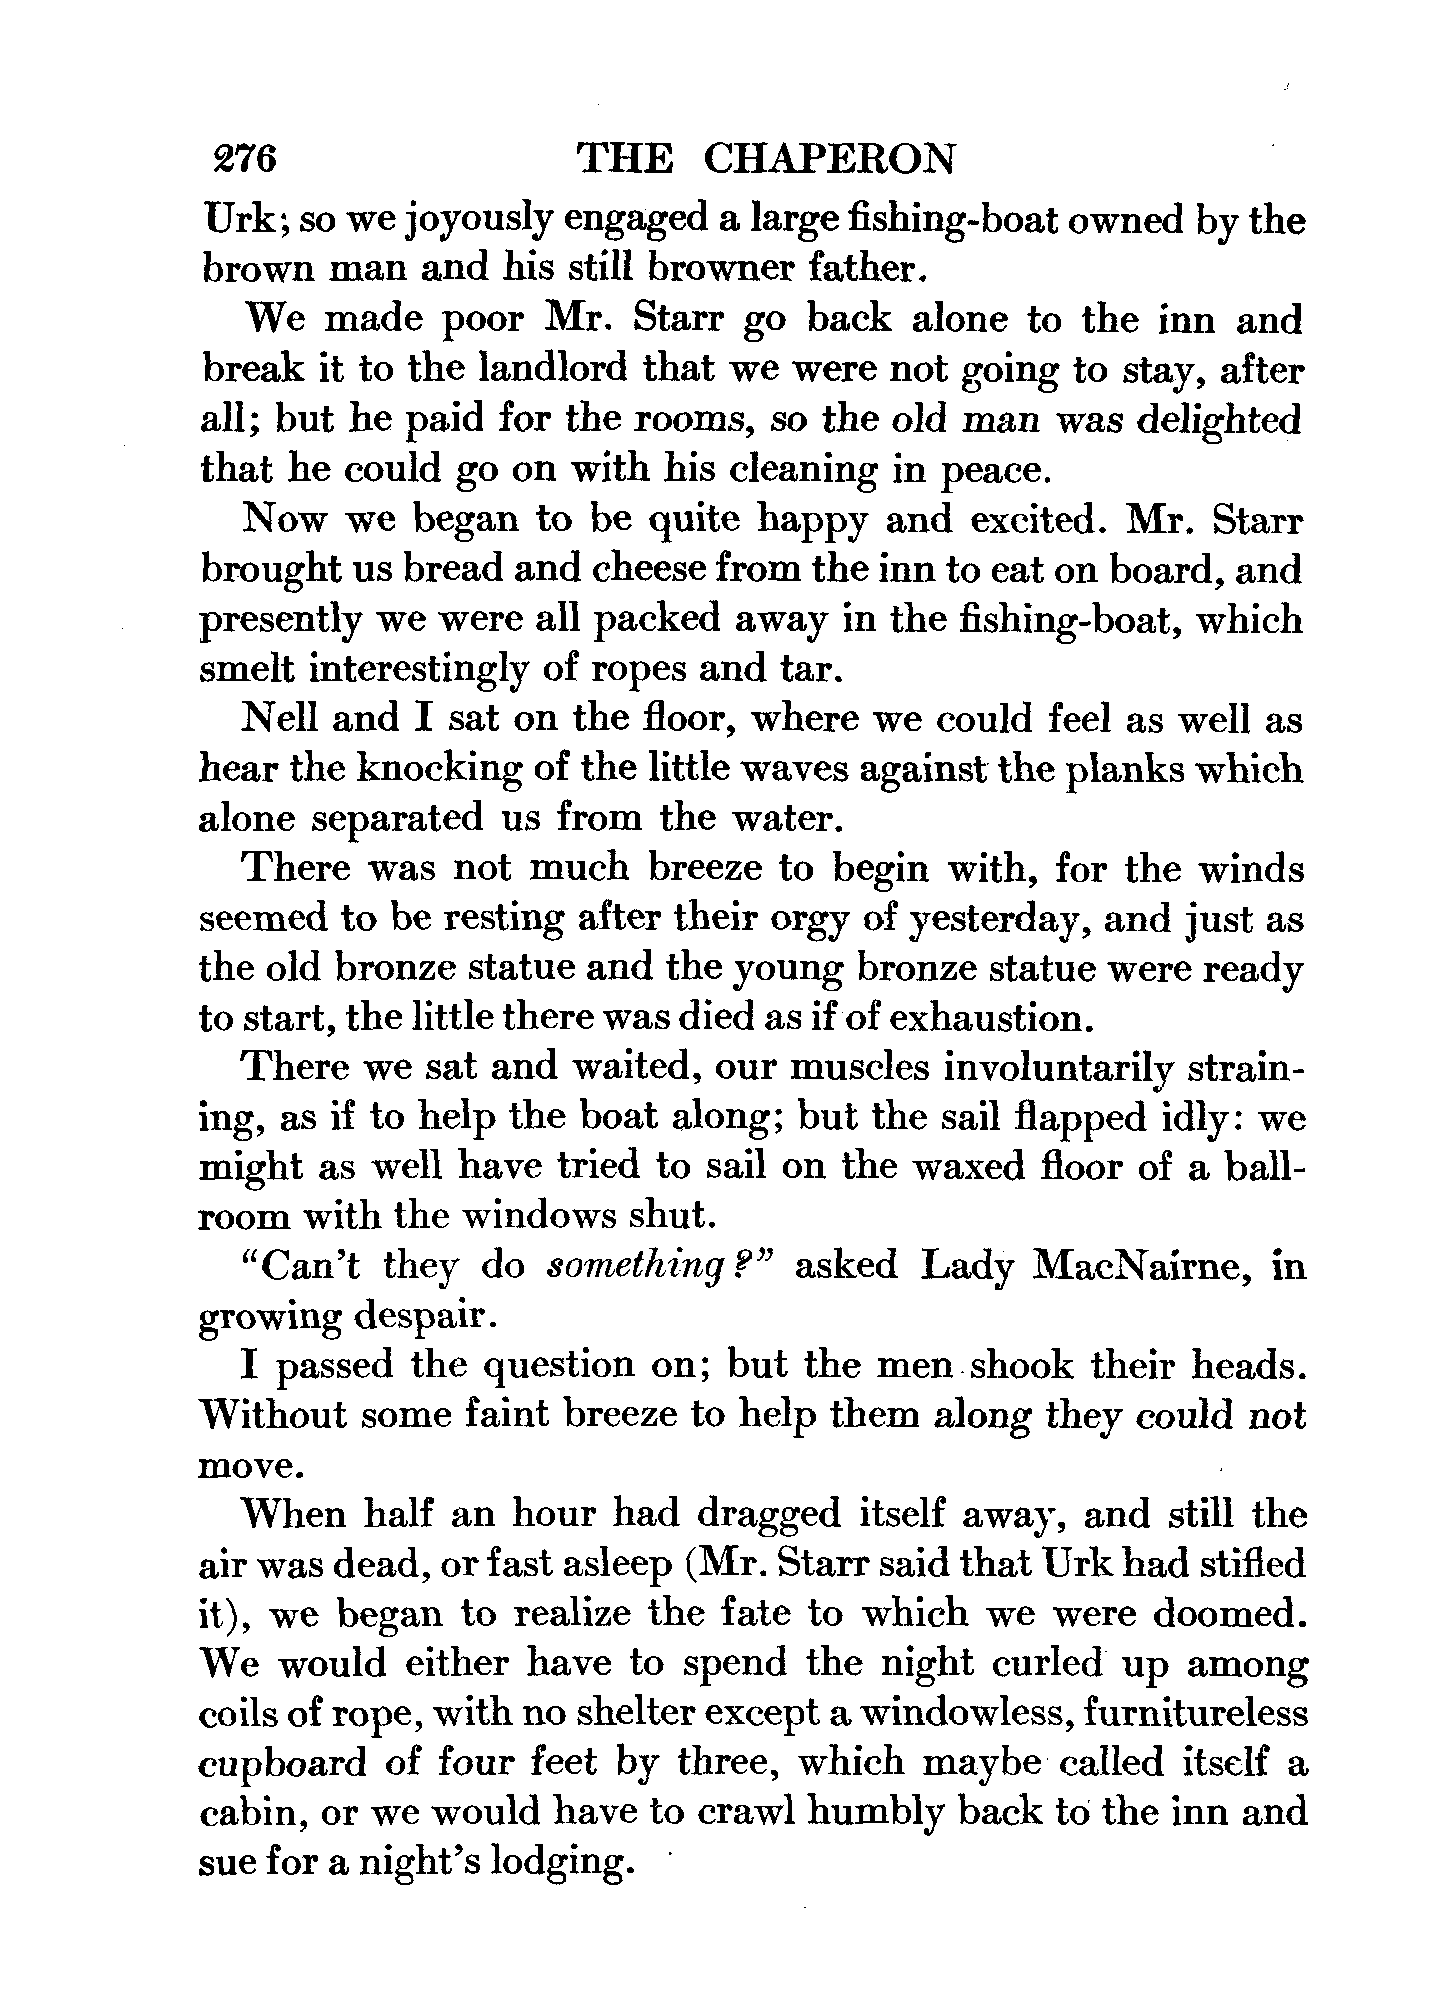 276 THE CHAPERON
Urk; so we joyously engaged a large fishing-boat owned by the
brown man and his still browner father.
We made poor Mr. Starr go back alone to the inn and
break it to the landlord that we were not going to stay, after
all; but he paid for the rooms, so the old man was delighted
that he could go on with his cleaning in peace.
Now we began to be quite happy and excited. Mr. Starr
brought us bread and cheese from the inn to eat on board, and
presently we were all packed away in the fishing-boat, which
smelt interestingly of ropes and tar.
Nell and I sat on the floor, where we could feel as well as
hear the knocking of the little waves against the planks which
alone separated us from the water.
There was not much breeze to begin with, for the winds
seemed to be resting after their orgy of yesterday, and just as
the old bronze statue and the young bronze statue were ready
to start, the little there was died as if of exhaustion.
There we sat and waited, our muscles involuntarily strain-
ing, as if to help the boat along; but the sail flapped idly: we
might as well have tried to sail on the waxed floor of a ball-
room with the windows shut.
"Can't they do something?" asked Lady MacNairne, in
growing despair.
I passed the question on; but the men shook their heads.
Without some faint breeze to help them along they could not
move.
When half an hour had dragged itself away, and still the
air was dead, or fast asleep (Mr. Starr said that Urk had stifled
it), we began to realize the fate to which we were doomed.
We would either have to spend the night curled up among
coils of rope, with no shelter except a windowless, furnitureless
cupboard of four feet by three, which maybe called itself a
cabin, or we would have to crawl humbly back to the inn and
sue for a night's lodging.